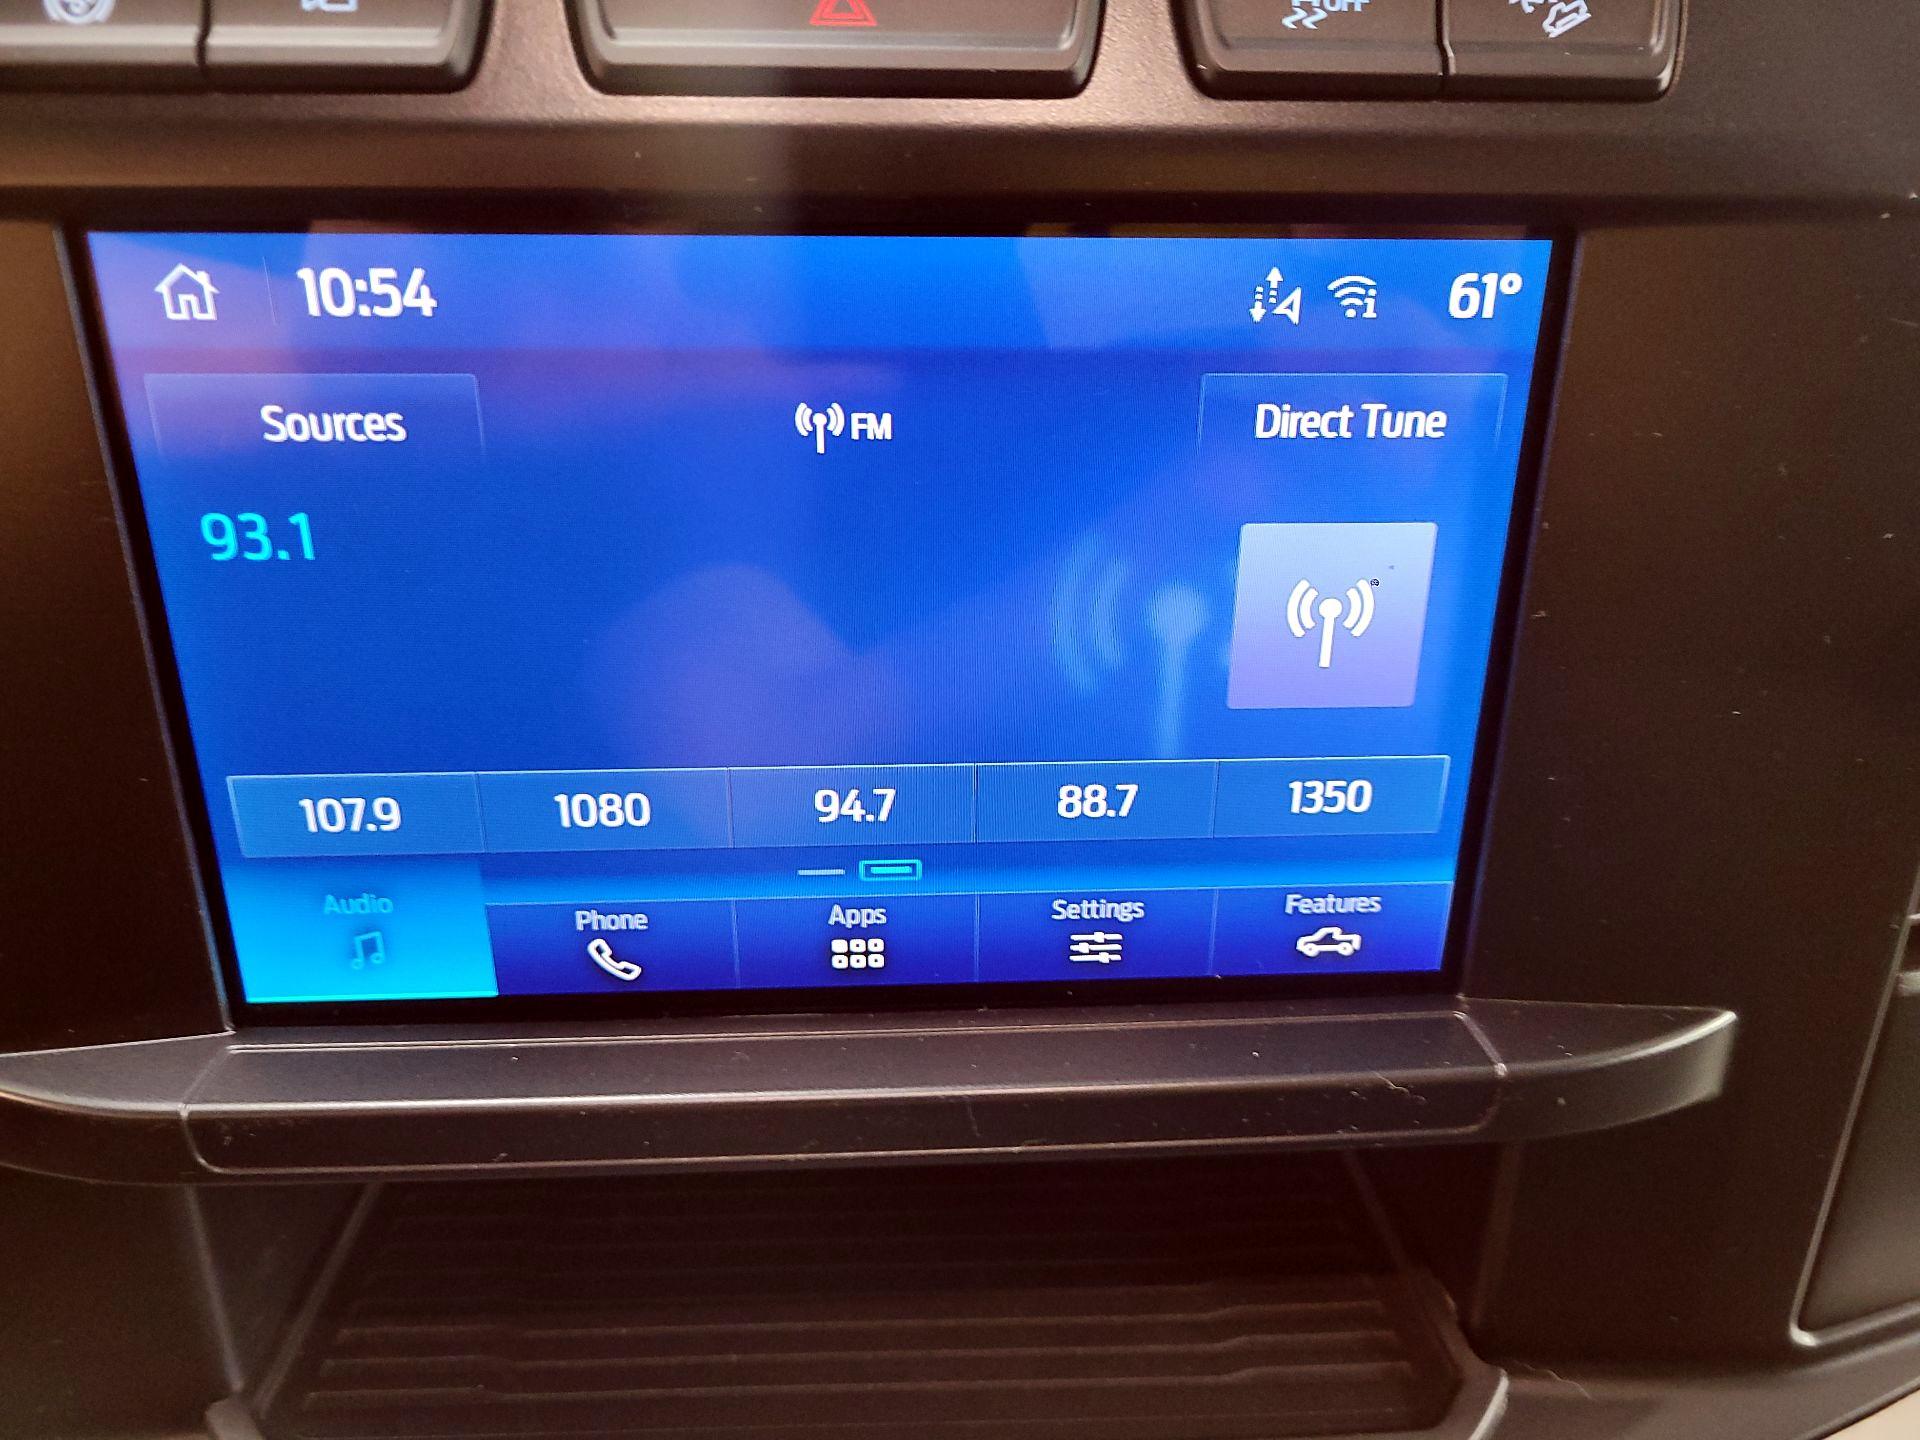 OFF
10:54
61°
Sources
FM
Direct Tune
93.1
107.9 1080 94.7 88.7 1350
Audio Phone Apps Settings Features